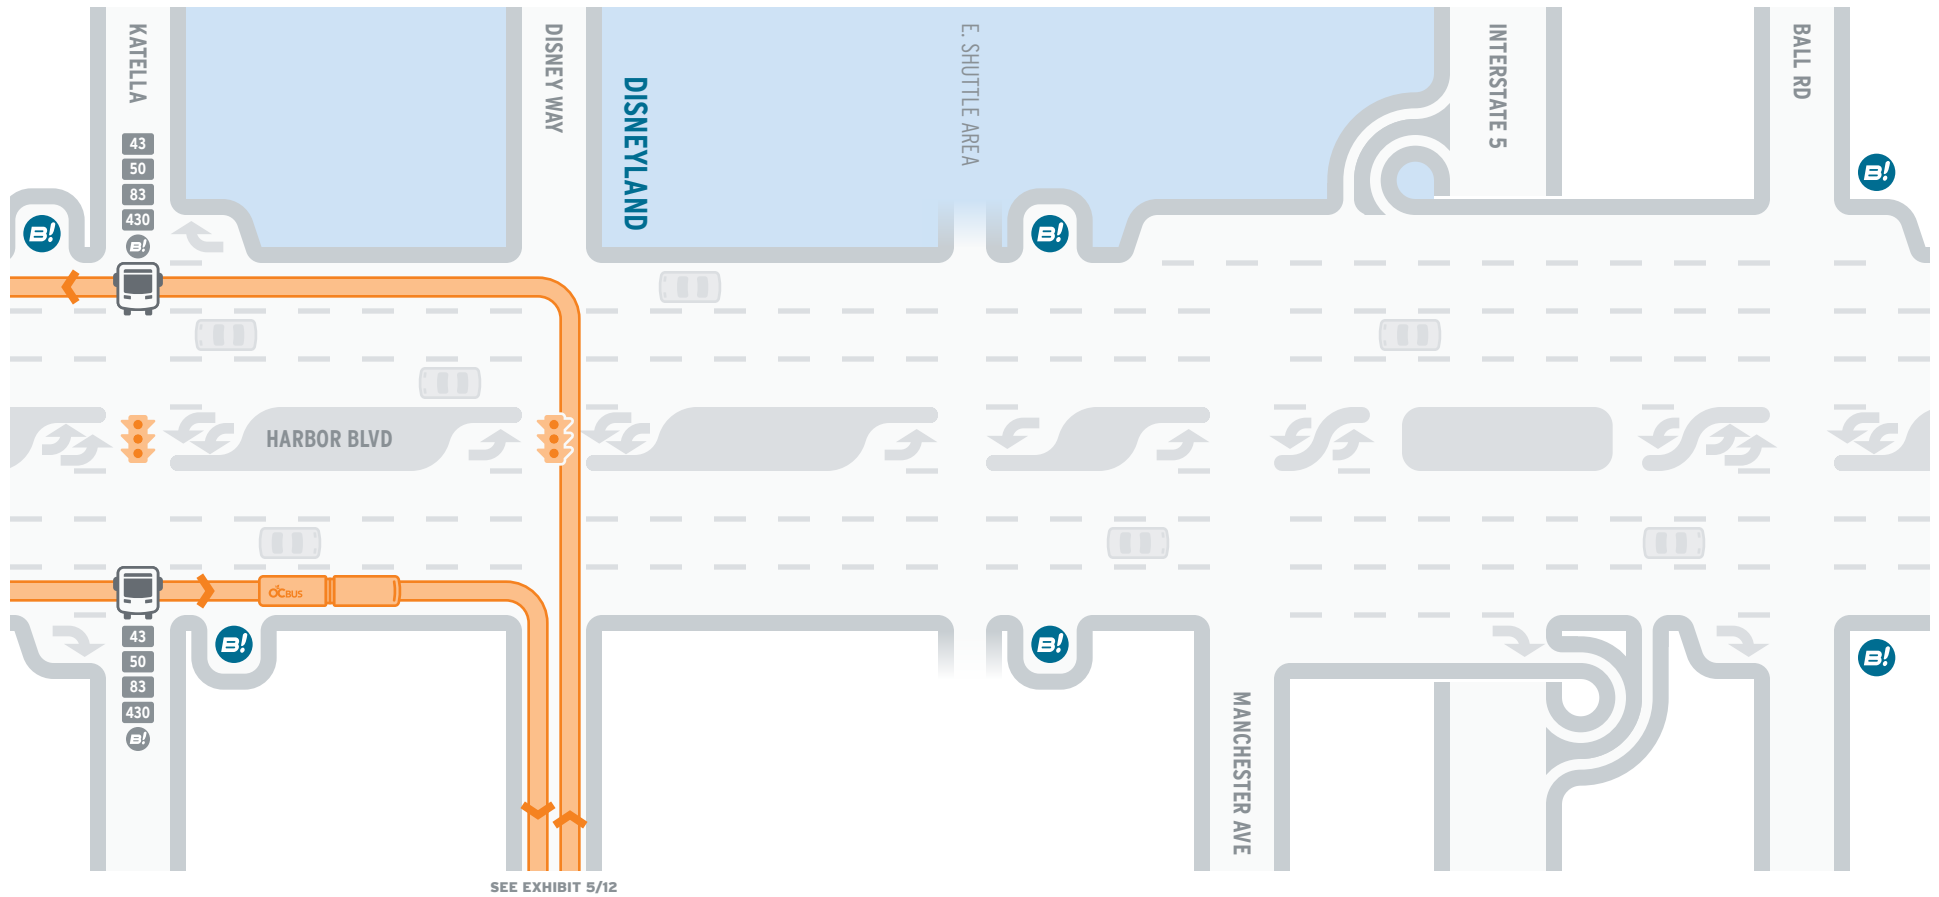 KATELLA
DISNEY WAY
DISNEYLAND
E. SHUTTLE AREA
INTERSTATE 5
BALL RD
43
50
83
430
B!
B!
B!
B!
HARBOR BLVD
OCBUS
43
50
83
430
B!
B!
B!
B!
MANCHESTER AVE
SEE EXHIBIT 5/12